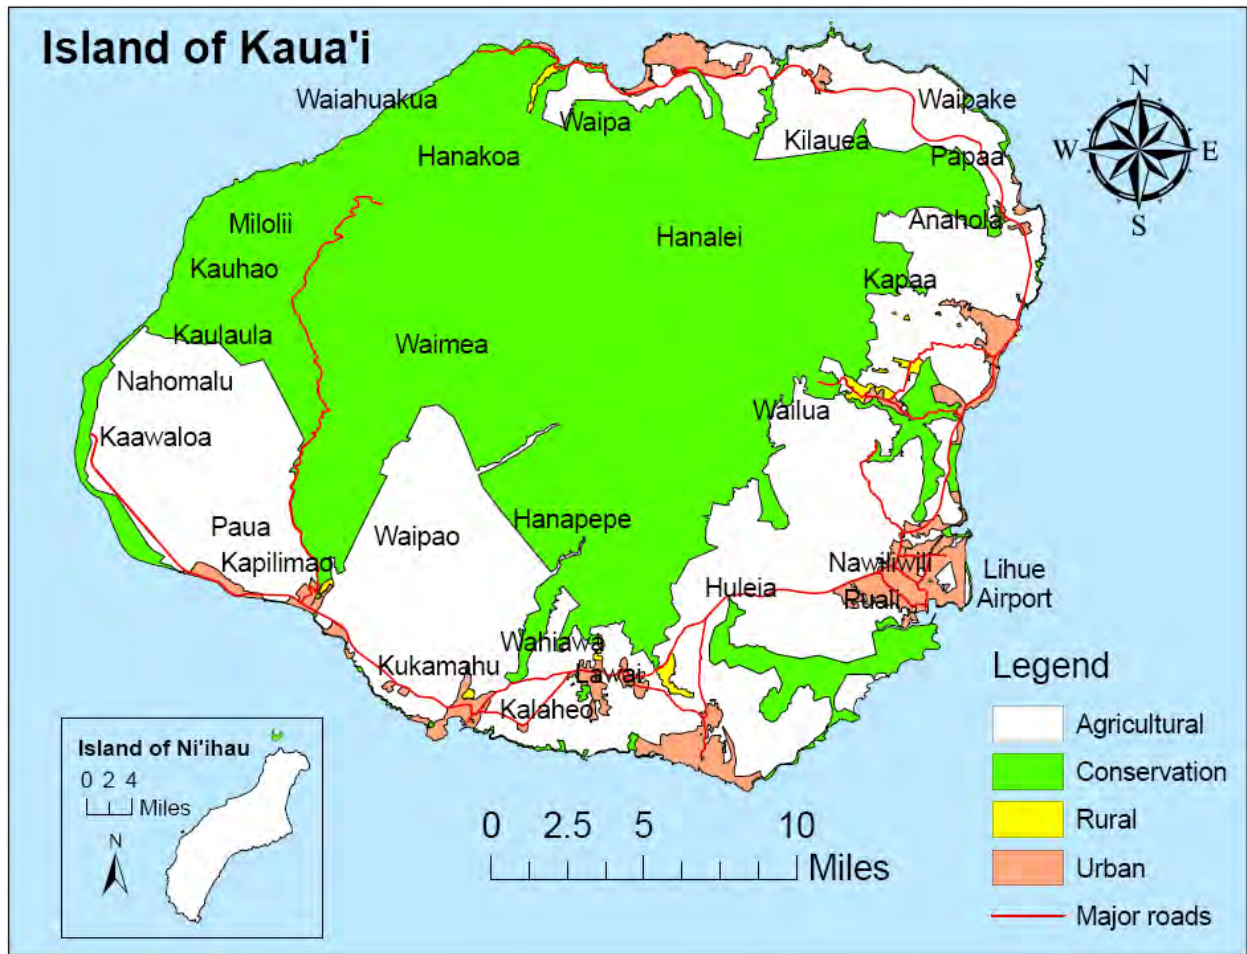 Island of Kaua'i
Waiahuakua
Waipa
Waipake
Hanakoa
Kilauea
Papaa
N
W
E
S
Milolii
Hanalei
Anahola
Kauhao
Kapaa
Kaulaula
Waimea
Nahomalu
Wailua
Kaawaloa
Paua
Waipao
Hanapepe
Kapilimao
Nawiliwili
Huleia
Puali
Lihue
Airport
Wahiawa
Kukamahu
Lawai
Kalaheo
Legend
Agricultural
Conservation
Rural
Urban
Major roads
Island of Ni'ihau
0 2 4
Miles
N
0 2.5 5 10
Miles